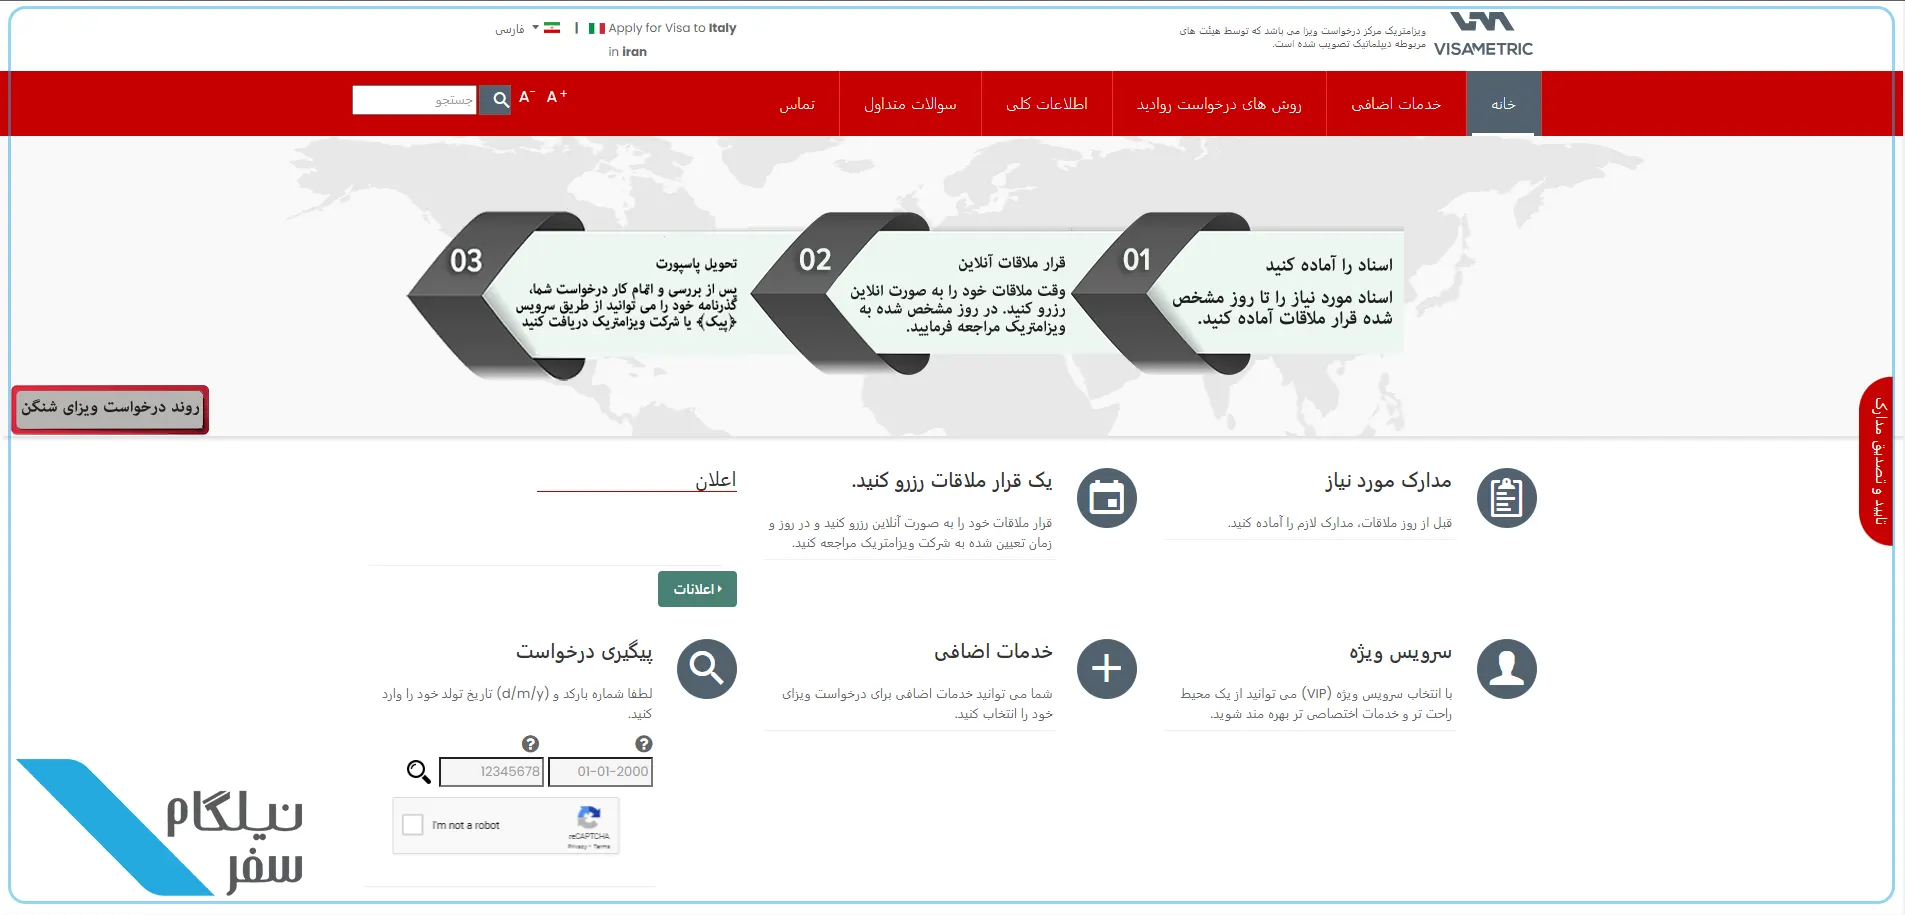 VISAMETRIC
ویزامتریک مرکز درخواست ویزا می باشد که توسط هیئت های
مربوطه دیپلماتیک تصویب شده است.
Apply for Visa to Italy
in iran
|
فارسی
خانه
خدمات اضافی
روش های درخواست روادید
اطلاعات کلی
سوالات متداول
تماس
A+
A-
جستجو
01
اسناد را آماده کنید
اسناد مورد نیاز را تا روز مشخص
شده قرار ملاقات آماده کنید.
02
قرار ملاقات آنلاین
وقت ملاقات خود را به صورت انلاین
رزرو کنید. در روز مشخص شده به
ویزامتریک مراجعه فرمایید.
03
تحویل پاسپورت
پس از بررسی و اتمام کار درخواست شما،
گذرنامه خود را می توانید از طریق سرویس
﴿پیک﴾ یا شرکت ویزامتریک دریافت کنید
روند درخواست ویزای شنگن
تایید و تصدیق مدارک
مدارک مورد نیاز
قبل از روز ملاقات، مدارک لازم را آماده کنید.
یک قرار ملاقات رزرو کنید.
قرار ملاقات خود را به صورت آنلاین رزرو کنید و در روز و
زمان تعیین شده به شرکت ویزامتریک مراجعه کنید.
اعلان
اعلانات
سرویس ویژه
با انتخاب سرویس ویژه (VIP) می توانید از یک محیط
راحت تر و خدمات اختصاصی تر بهره مند شوید.
خدمات اضافی
شما می توانید خدمات اضافی برای درخواست ویزای
خود را انتخاب کنید.
پیگیری درخواست
لطفا شماره بارکد و (d/m/y) تاریخ تولد خود را وارد
کنید.
01-01-2000
12345678
I'm not a robot
reCAPTCHA
Privacy - Terms
نیلگام
سفر